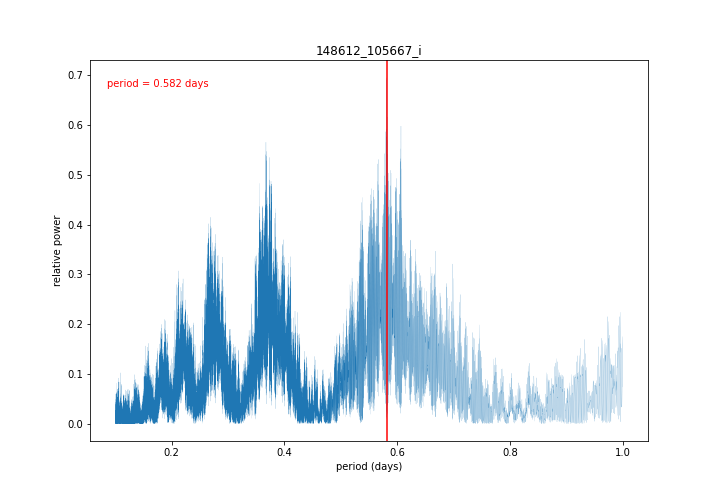 148612_105667_i
period = 0.582 days
relative power
0.7
0.6
0.5
0.4
0.3
0.2
0.1
0.0
0.2 0.4 0.6 0.8 1.0
period (days)